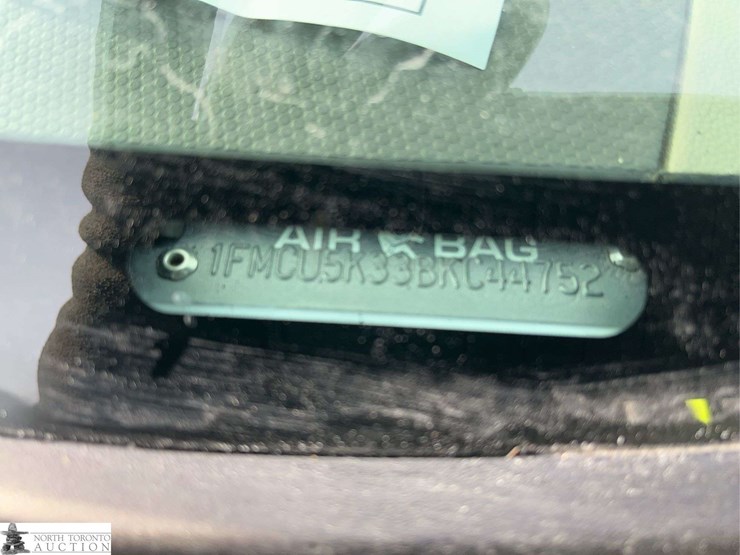 AIR BAG
1FMCU5K33BKC44752
NORTH TORONTO
AUCTION